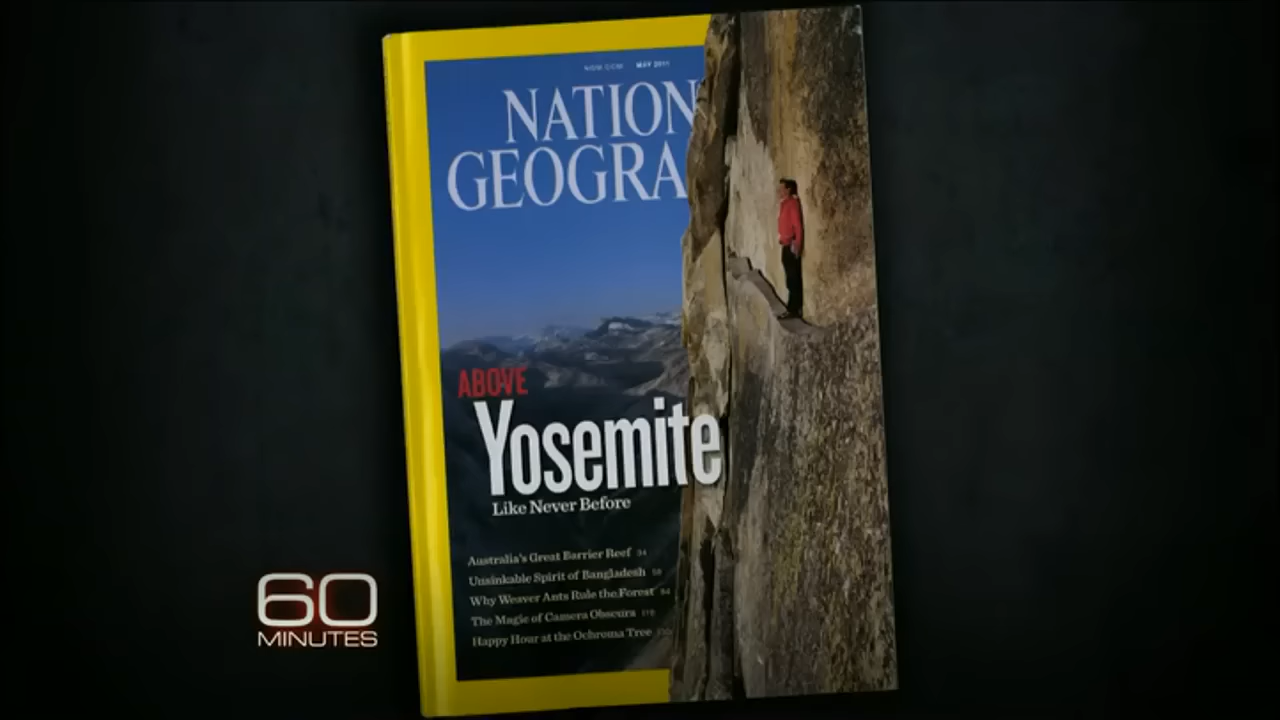 NGM.COM MAY 2011
NATION
GEOGRA
ABOVE
Yosemite
Like Never Before
Australia's Great Barrier Reef 34
Unsinkable Spirit of Bangladesh 58
Why Weaver Ants Rule the Forest 84
The Magic of Camera Obscura
Happy Hour at the Ochroma Tree
60
MINUTES